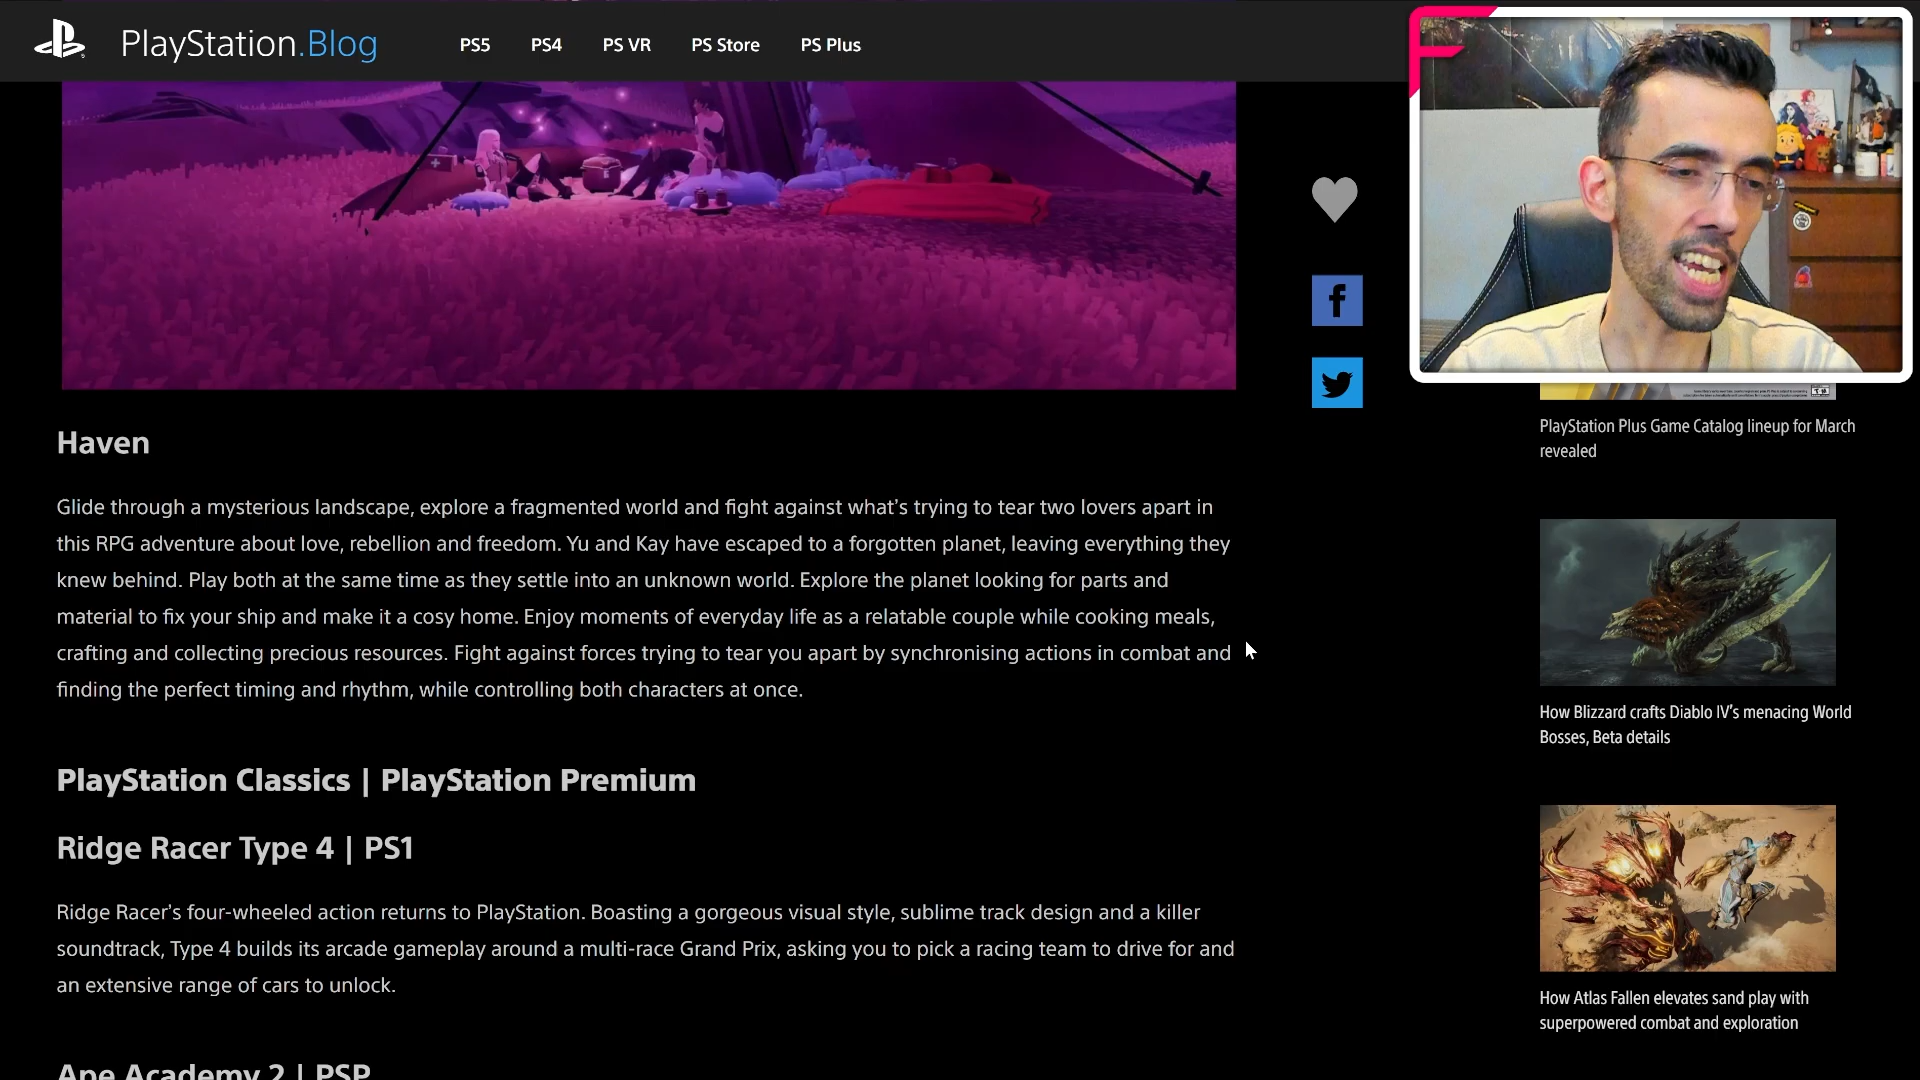 PlayStation.Blog
PS5 PS4 PS VR PS Store PS Plus
Haven
Glide through a mysterious landscape, explore a fragmented world and fight against what's trying to tear two lovers apart in
this RPG adventure about love, rebellion and freedom. Yu and Kay have escaped to a forgotten planet, leaving everything they
knew behind. Play both at the same time as they settle into an unknown world. Explore the planet looking for parts and
material to fix your ship and make it a cosy home. Enjoy moments of everyday life as a relatable couple while cooking meals,
crafting and collecting precious resources. Fight against forces trying to tear you apart by synchronising actions in combat and
finding the perfect timing and rhythm, while controlling both characters at once.
PlayStation Classics | PlayStation Premium
Ridge Racer Type 4 | PS1
Ridge Racer's four-wheeled action returns to PlayStation. Boasting a gorgeous visual style, sublime track design and a killer
soundtrack, Type 4 builds its arcade gameplay around a multi-race Grand Prix, asking you to pick a racing team to drive for and
an extensive range of cars to unlock.
Ape Academy 2 | PSP
PlayStation Plus Game Catalog lineup for March
revealed
How Blizzard crafts Diablo IV's menacing World
Bosses, Beta details
How Atlas Fallen elevates sand play with
superpowered combat and exploration